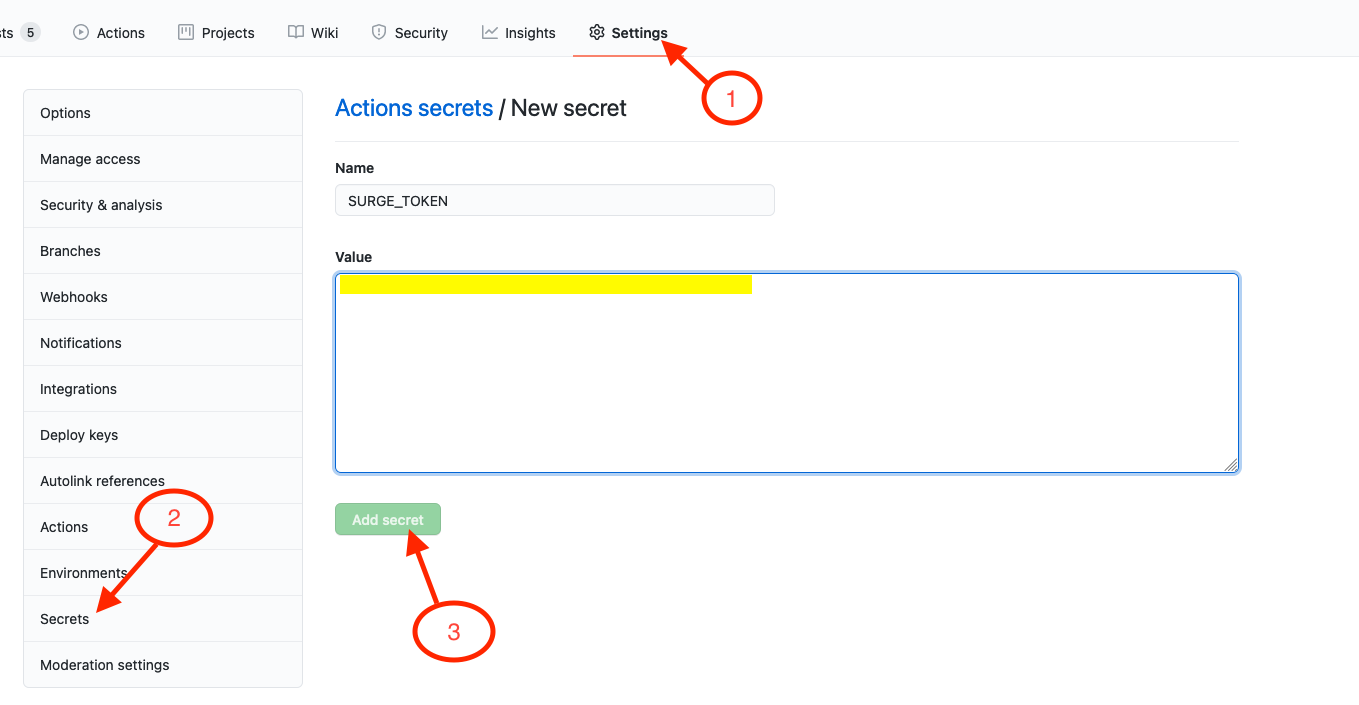 sts 5 Actions Projects Wiki Security Insights Settings
1
Actions secrets / New secret
Options
Manage access
Security & analysis
Branches
Webhooks
Notifications
Integrations
Deploy keys
Autolink references
Actions
Environments
Secrets
Moderation settings
2
Name
SURGE_TOKEN
Value
Add secret
3